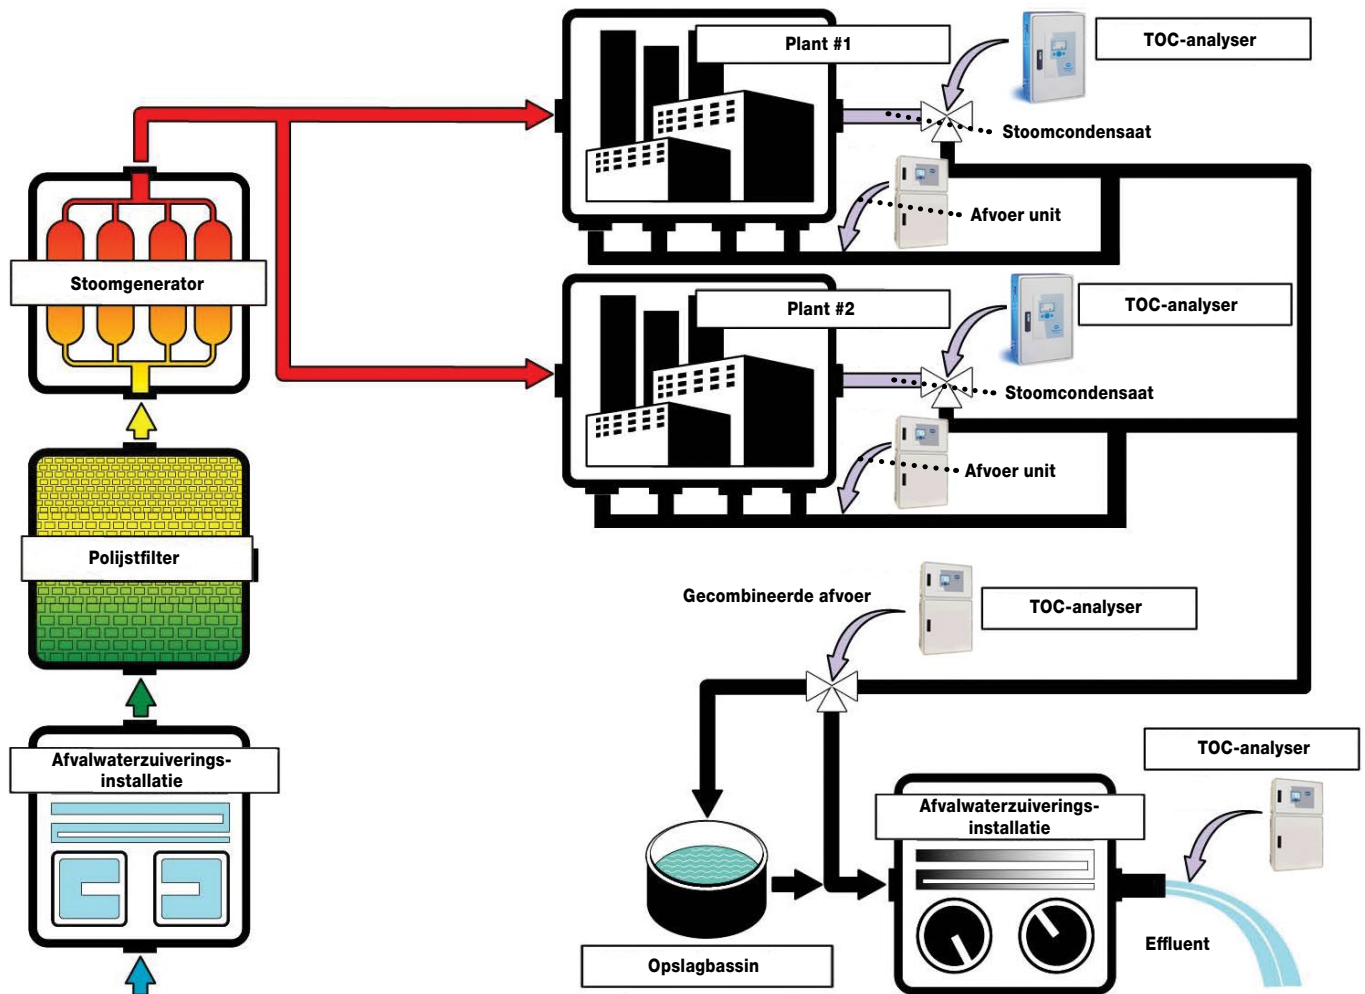 Plant #1
TOC-analyser
Stoomcondensaat
Afvoer unit
Stoomgenerator
Plant #2
TOC-analyser
Stoomcondensaat
Afvoer unit
Polijstfilter
Gecombineerde afvoer
TOC-analyser
Afvalwaterzuiverings-
installatie
TOC-analyser
Afvalwaterzuiverings-
installatie
Effluent
Opslagbassin